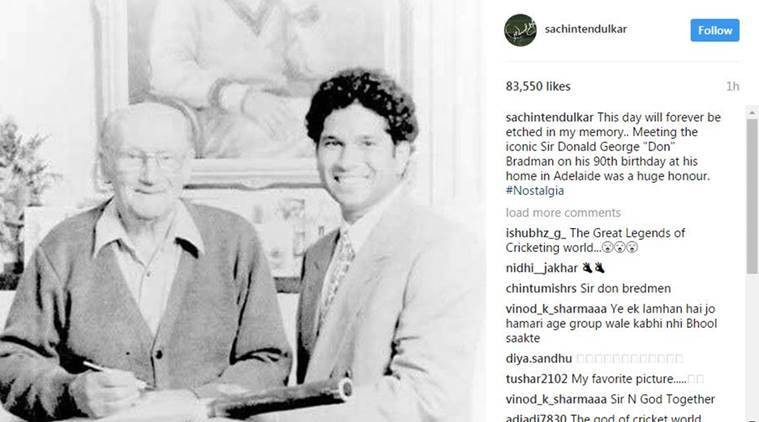 sachintendulkar
Follow
83,550 likes
1h
sachintendulkar This day will forever be
etched in my memory.. Meeting the
iconic Sir Donald George "Don"
Bradman on his 90th birthday at his
home in Adelaide was a huge honour.
#Nostalgia
load more comments
ishubhz_g_ The Great Legends of
Cricketing world...
nidhi__jakhar
chintumishrs Sir don bredmen
vinod_k_sharmaaa Ye ek lamhan hai jo
hamari age group wale kabhi nhi Bhool
saakte
diya.sandhu
tushar2102 My favorite picture.....
vinod_k_sharmaaa Sir N God Together
adiadi7830 The god of cricket world